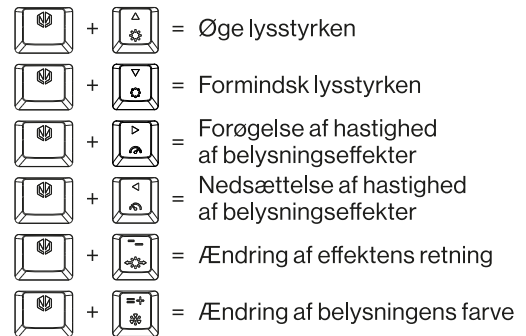 + = Øge lysstyrken
+ = Formindsk lysstyrken
+ = Forøgelse af hastighed
af belysningseffekter
+ = Nedsættelse af hastighed
af belysningseffekter
+ = Ændring af effektens retning
+ = Ændring af belysningens farve